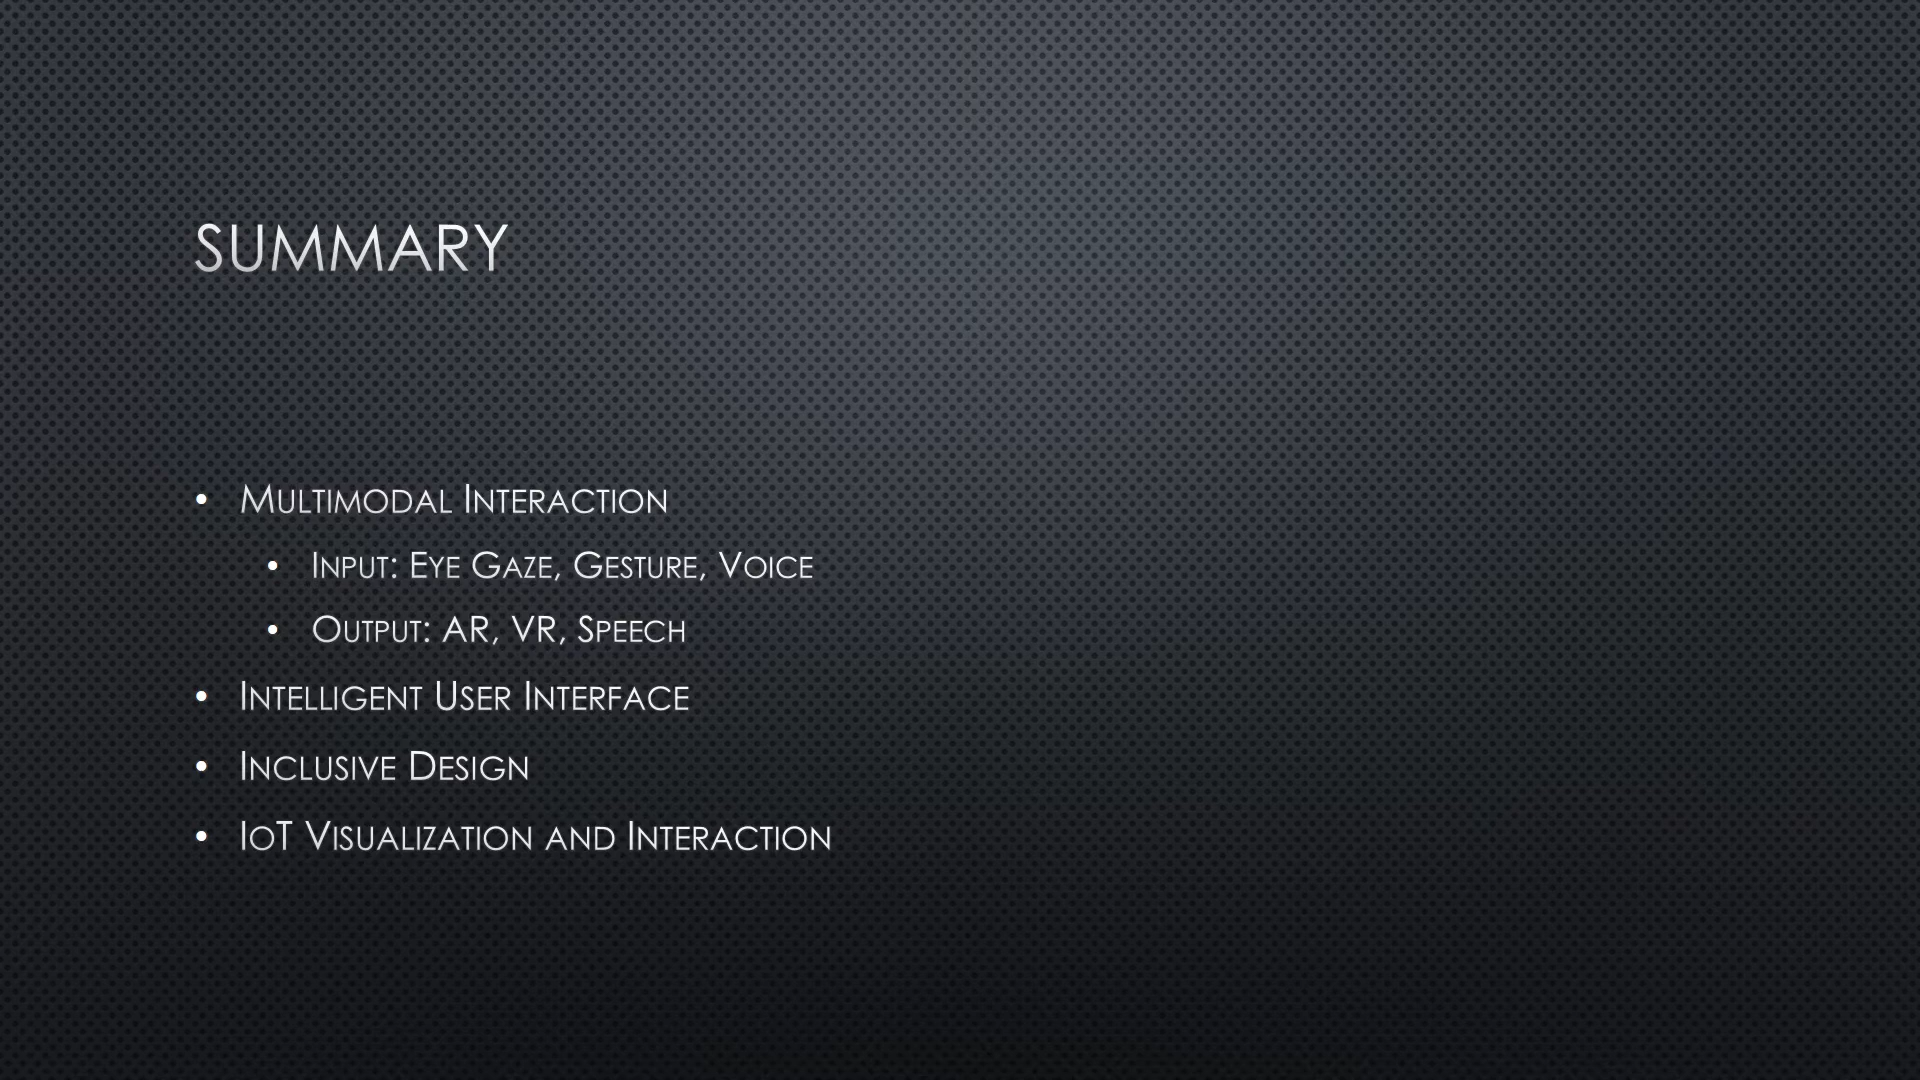 SUMMARY
• Multimodal Interaction
• Input: Eye Gaze, Gesture, Voice
• Output: AR, VR, Speech
• Intelligent User Interface
• Inclusive Design
• IoT Visualization and Interaction